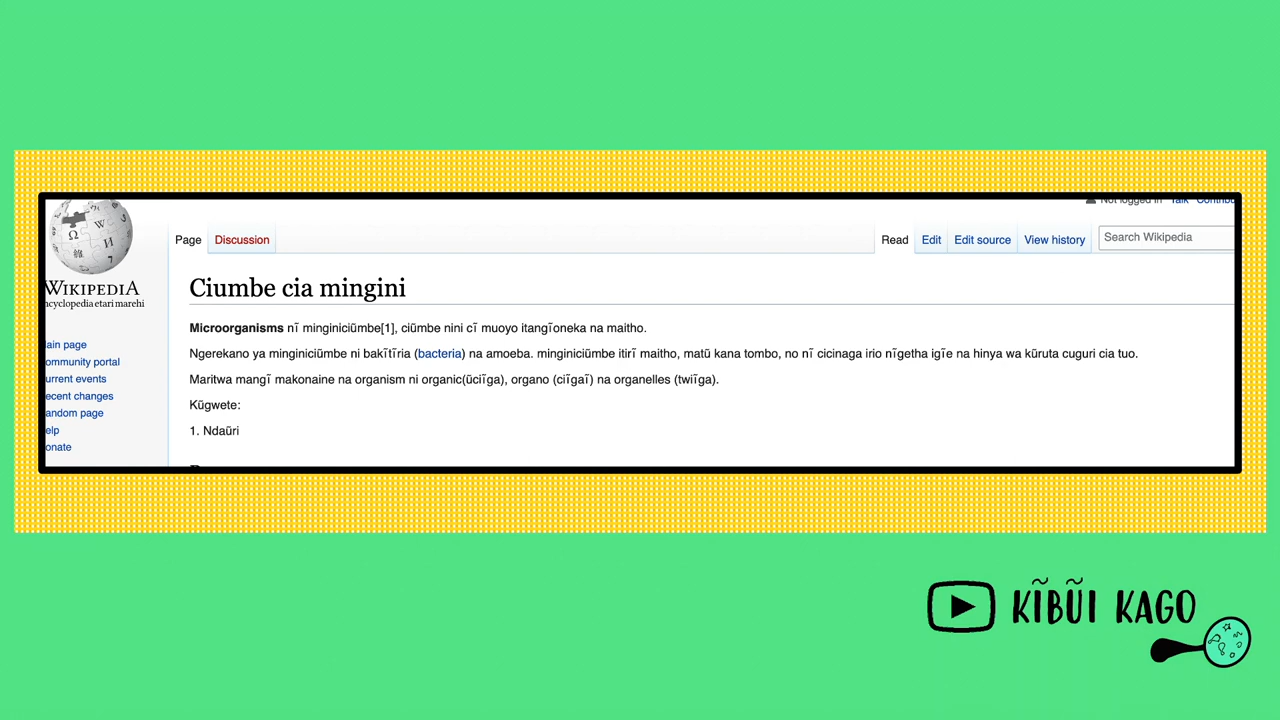 Not logged in Talk
WIKIPEDIA
ncyclopedia etari marehi
Page Discussion Read Edit Edit source View history Search Wikipedia
Ciumbe cia mingini
Microorganisms nĩ minginiciũmbe[1], ciũmbe nini cĩ muoyo itangĩoneka na maitho.
Ngerekano ya minginiciũmbe ni bakĩtĩria (bacteria) na amoeba. minginiciũmbe itirĩ maitho, matũ kana tombo, no nĩ cicinaga irio nĩgetha igĩe na hinya wa kũruta cuguri cia tuo.
Maritwa mangĩ makonaine na organism ni organic(ũciĩga), organo (ciĩgaĩ) na organelles (twiĩga).
Kũgwete:
1. Ndaũri
ain page
ommunity portal
urrent events
ecent changes
andom page
elp
onate
KĨBŨI KAGO